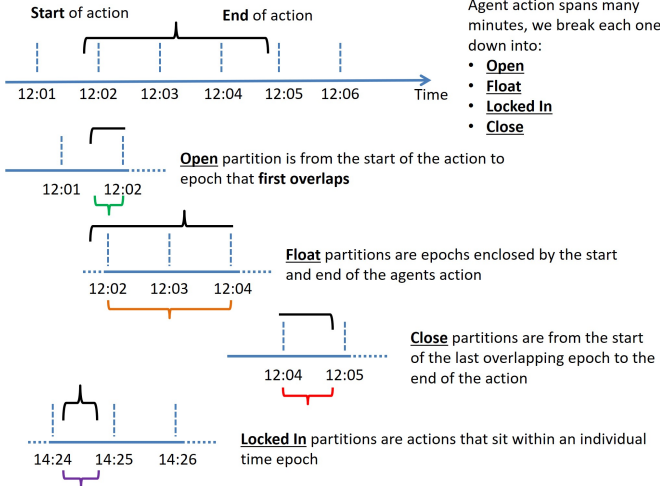 Start of action
End of action
12:01 12:02 12:03 12:04 12:05 12:06 Time
Agent action spans many
minutes, we break each one
down into:
• Open
• Float
• Locked In
• Close
12:01 12:02
Open partition is from the start of the action to
epoch that first overlaps
12:02 12:03 12:04
Float partitions are epochs enclosed by the start
and end of the agents action
12:04 12:05
Close partitions are from the start
of the last overlapping epoch to the
end of the action
14:24 14:25 14:26
Locked In partitions are actions that sit within an individual
time epoch